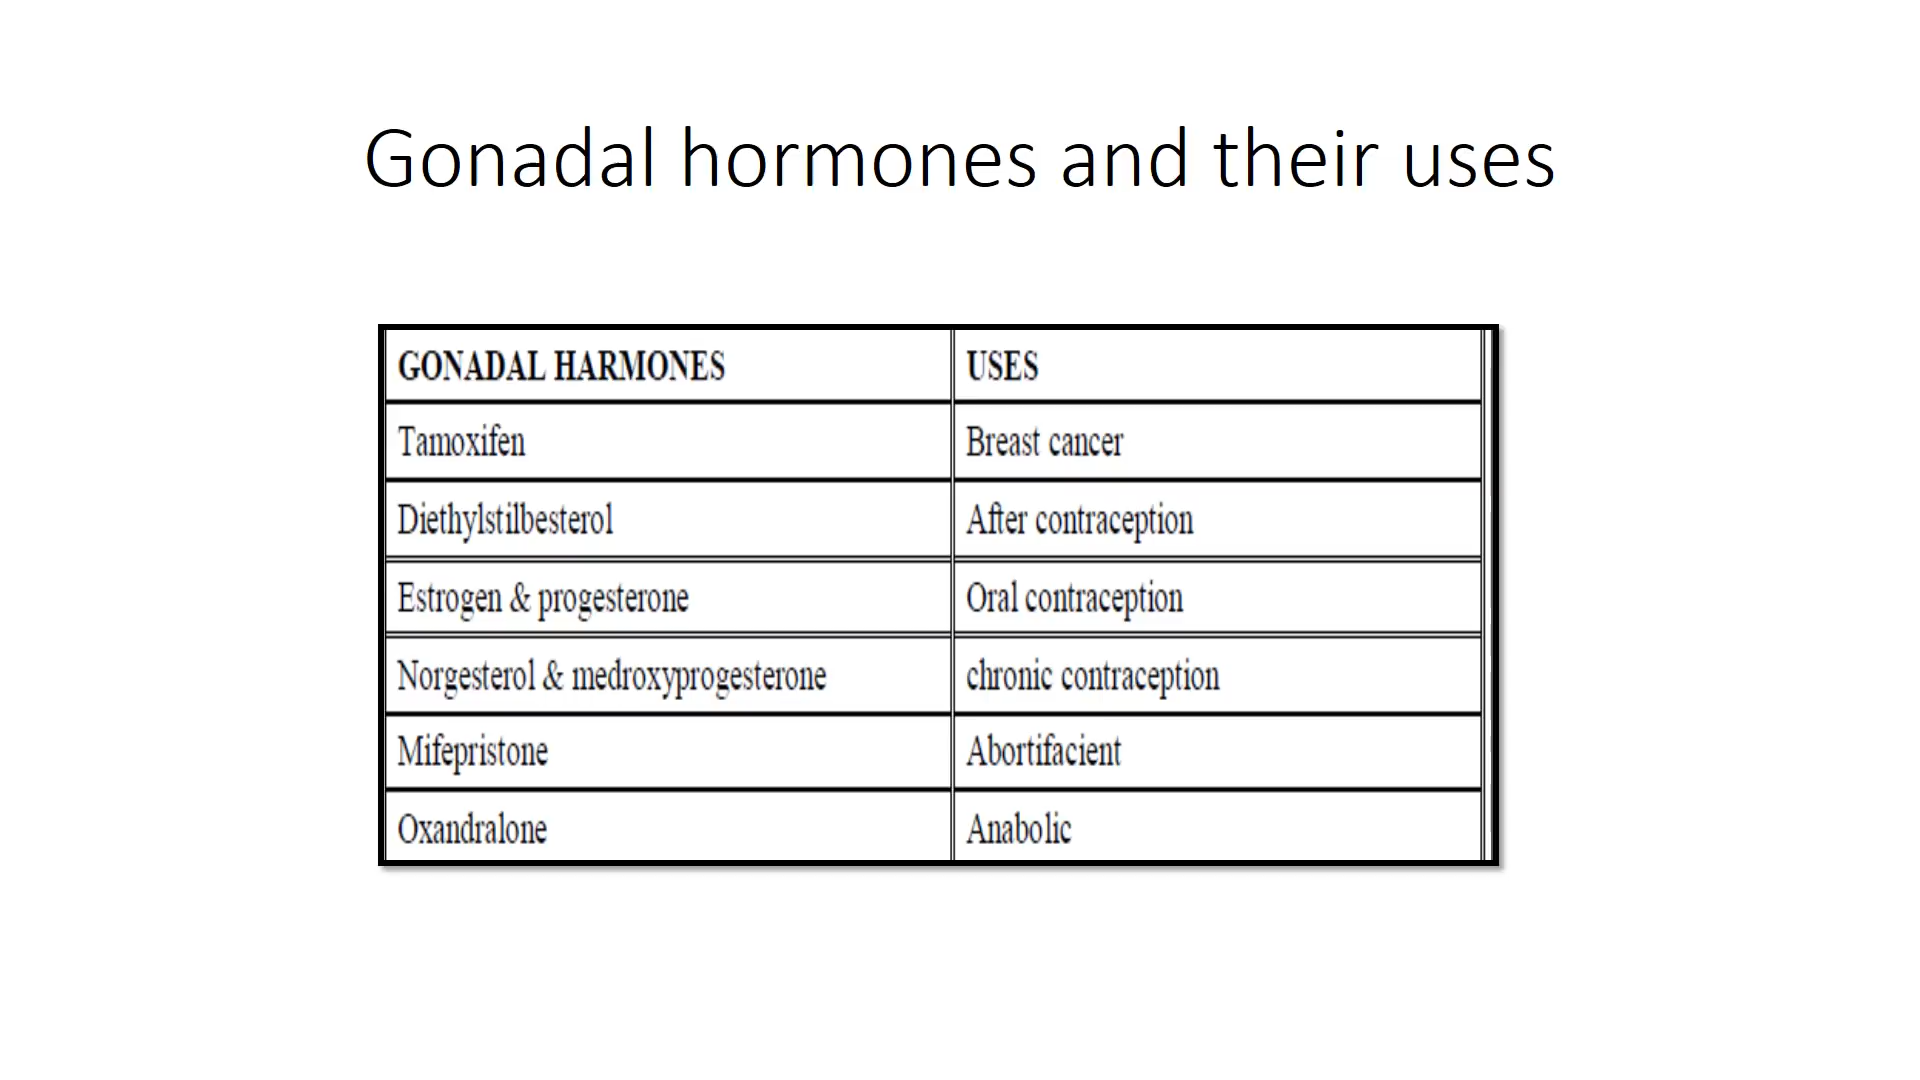 Gonadal hormones and their uses
GONADAL HARMONES USES
Tamoxifen Breast cancer
Diethylstilbesterol After contraception
Estrogen & progesterone Oral contraception
Norgesterol & medroxyprogesterone chronic contraception
Mifepristone Abortifacient
Oxandralone Anabolic